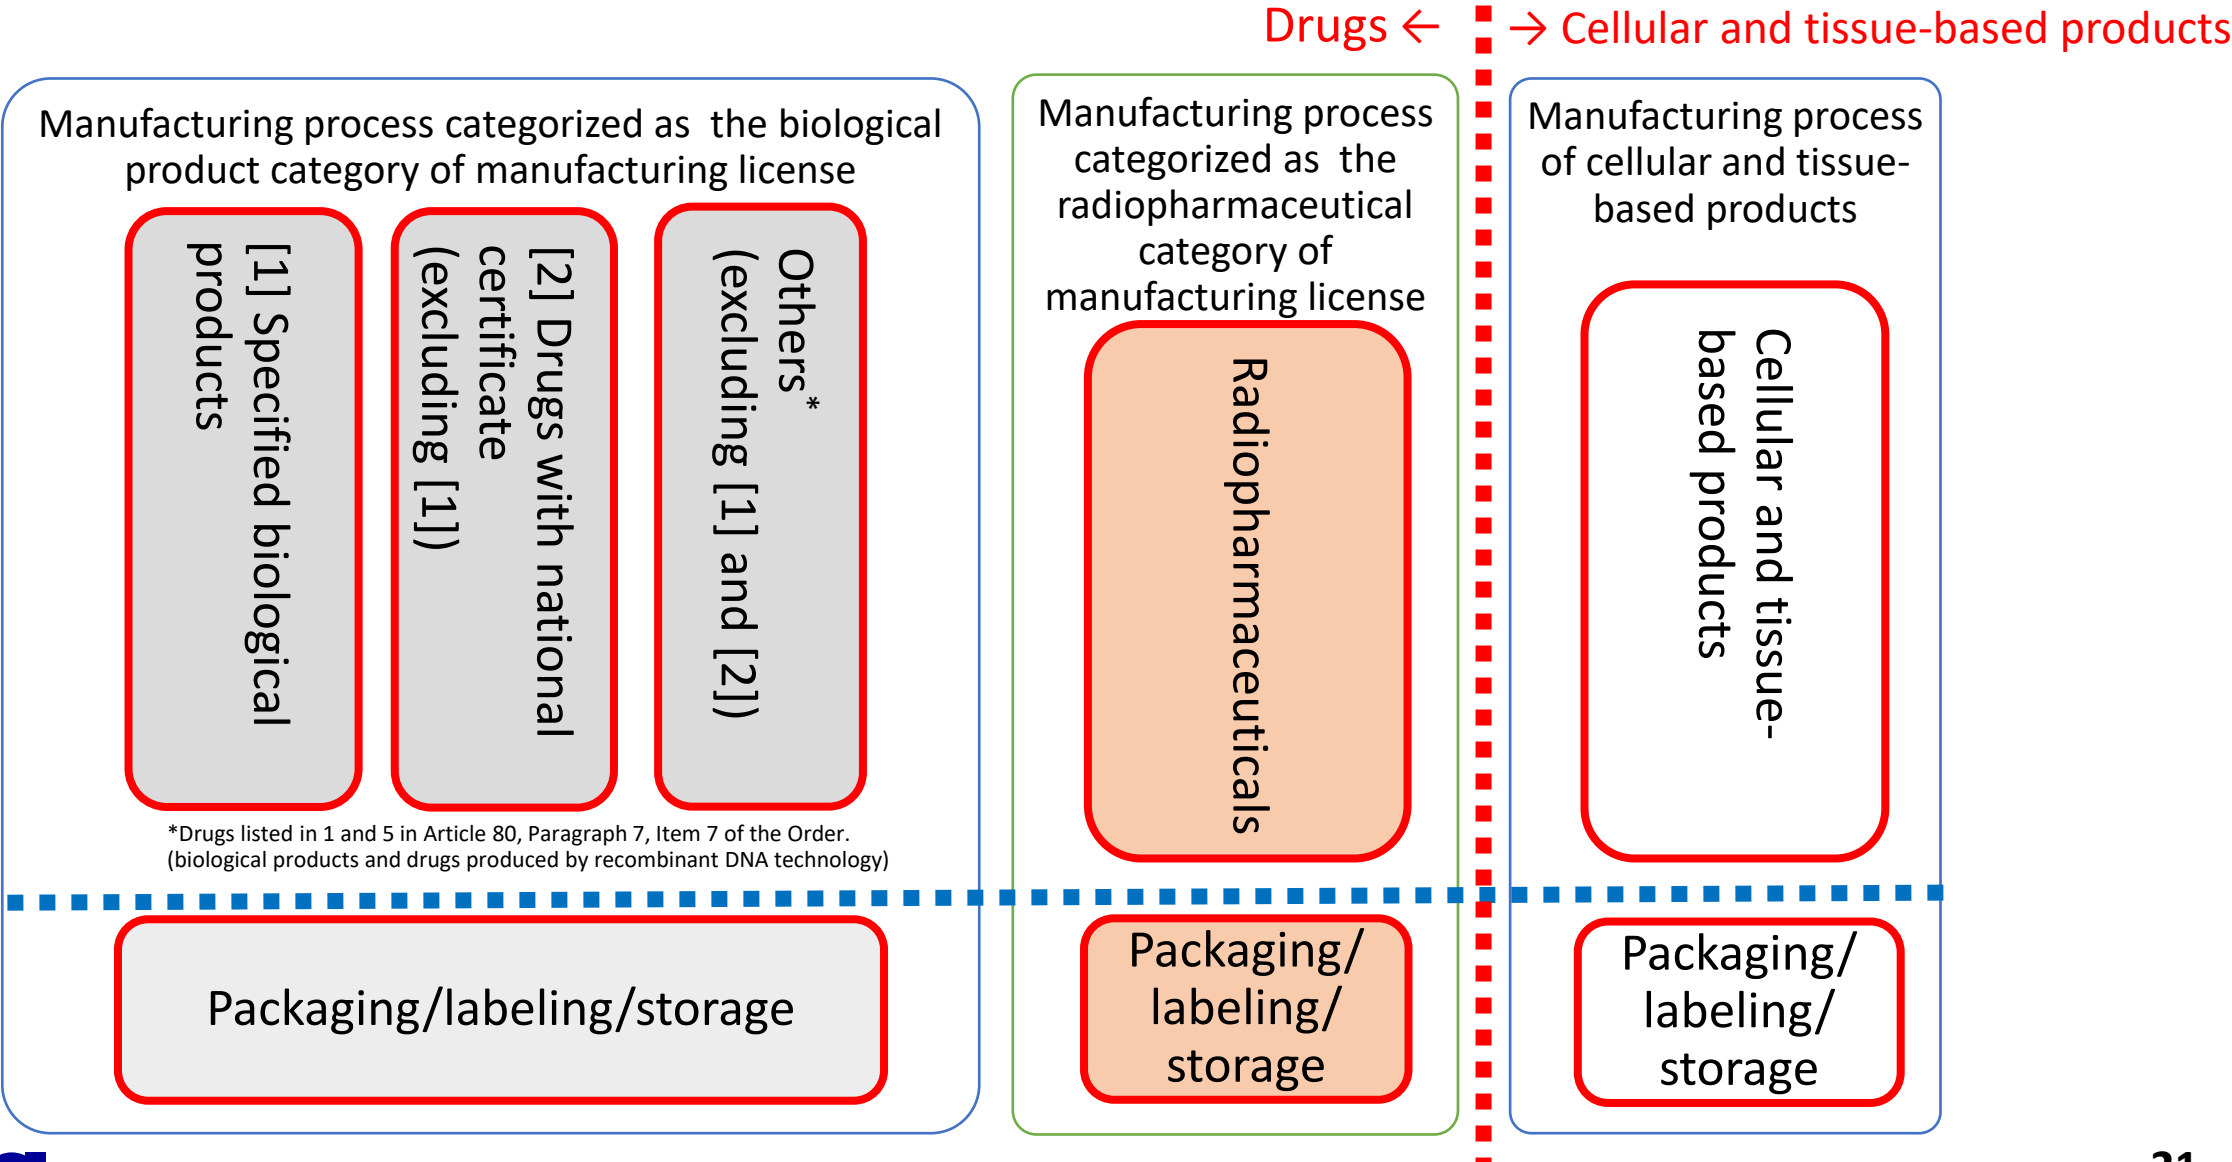 Drugs ← → Cellular and tissue-based products
Manufacturing process categorized as the biological
product category of manufacturing license
[1] Specified biological
products
[2] Drugs with national
certificate
(excluding [1])
Others*
(excluding [1] and [2])
*Drugs listed in 1 and 5 in Article 80, Paragraph 7, Item 7 of the Order.
(biological products and drugs produced by recombinant DNA technology)
Packaging/labeling/storage
Manufacturing process
categorized as the
radiopharmaceutical
category of
manufacturing license
Radiopharmaceuticals
Packaging/
labeling/
storage
Manufacturing process
of cellular and tissue-
based products
Cellular and tissue-
based products
Packaging/
labeling/
storage